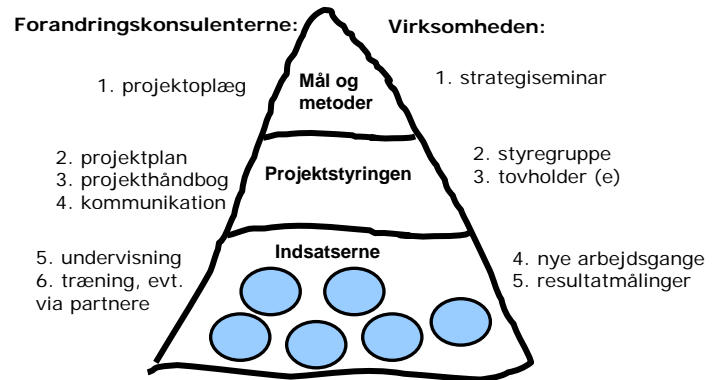 Forandringskonsulenterne:
Virksomheden:
1. projektoplæg
Mål og
metoder
1. strategiseminar
2. projektplan
3. projekthåndbog
4. kommunikation
Projektstyringen
2. styregruppe
3. tovholder (e)
5. undervisning
6. træning, evt.
via partnere
Indsatserne
4. nye arbejdsgange
5. resultatmålinger